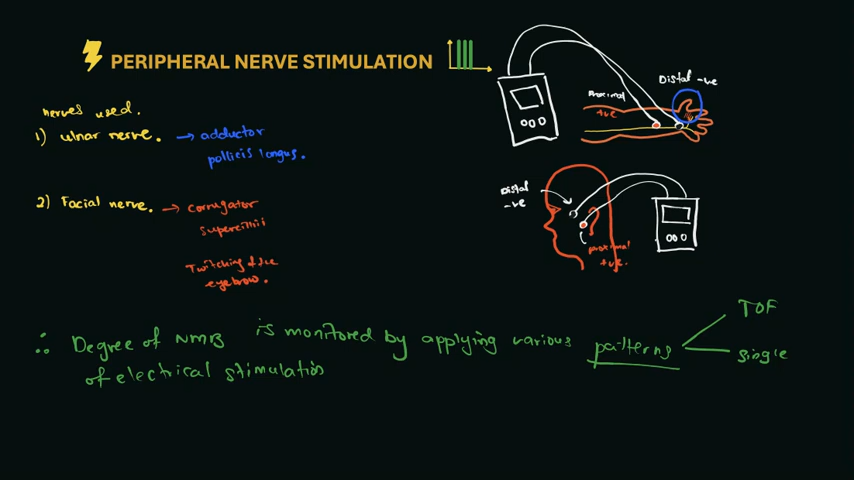 PERIPHERAL NERVE STIMULATION
nerves used.
1) ulnar nerve. → adductor
pollicis longus.
2) Facial nerve. → corrugator
supercillii
Twitching of the
eyebrow.
Distal -ve
Proximal
+ve
Distal
-ve
proximal
+ve.
∴ Degree of NMB is monitored by applying various patterns
of electrical stimulation
TOF
single